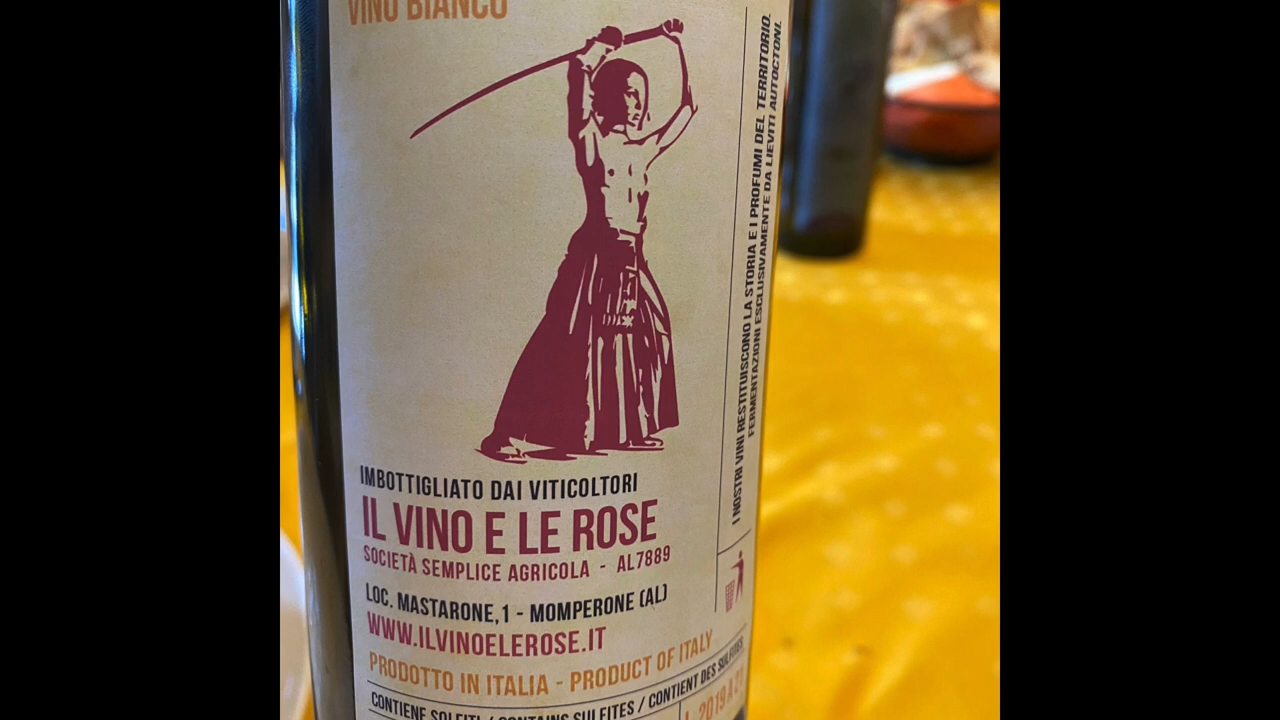 VINO BIANCO
IMBOTTIGLIATO DAI VITICOLTORI
IL VINO E LE ROSE
SOCIETÀ SEMPLICE AGRICOLA - AL7889
LOC. MASTARONE,1 - MOMPERONE (AL)
WWW.ILVINOELEROSE.IT
PRODOTTO IN ITALIA - PRODUCT OF ITALY
CONTIENE SOLFITI / CONTAINS SULFITES / CONTIENT DES SULFITES
I NOSTRI VINI RESTITUISCONO LA STORIA E I PROFUMI DEL TERRITORIO.
FERMENTAZIONI ESCLUSIVAMENTE DA LIEVITI AUTOCTONI.